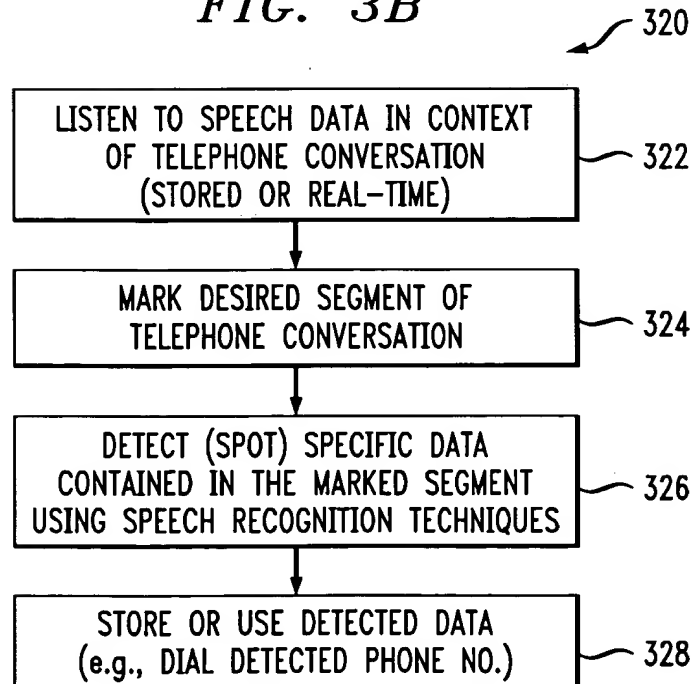 FIG. 3B
320
LISTEN TO SPEECH DATA IN CONTEXT
OF TELEPHONE CONVERSATION
(STORED OR REAL-TIME)
322
MARK DESIRED SEGMENT OF
TELEPHONE CONVERSATION
324
DETECT (SPOT) SPECIFIC DATA
CONTAINED IN THE MARKED SEGMENT
USING SPEECH RECOGNITION TECHNIQUES
326
STORE OR USE DETECTED DATA
(e.g., DIAL DETECTED PHONE NO.)
328